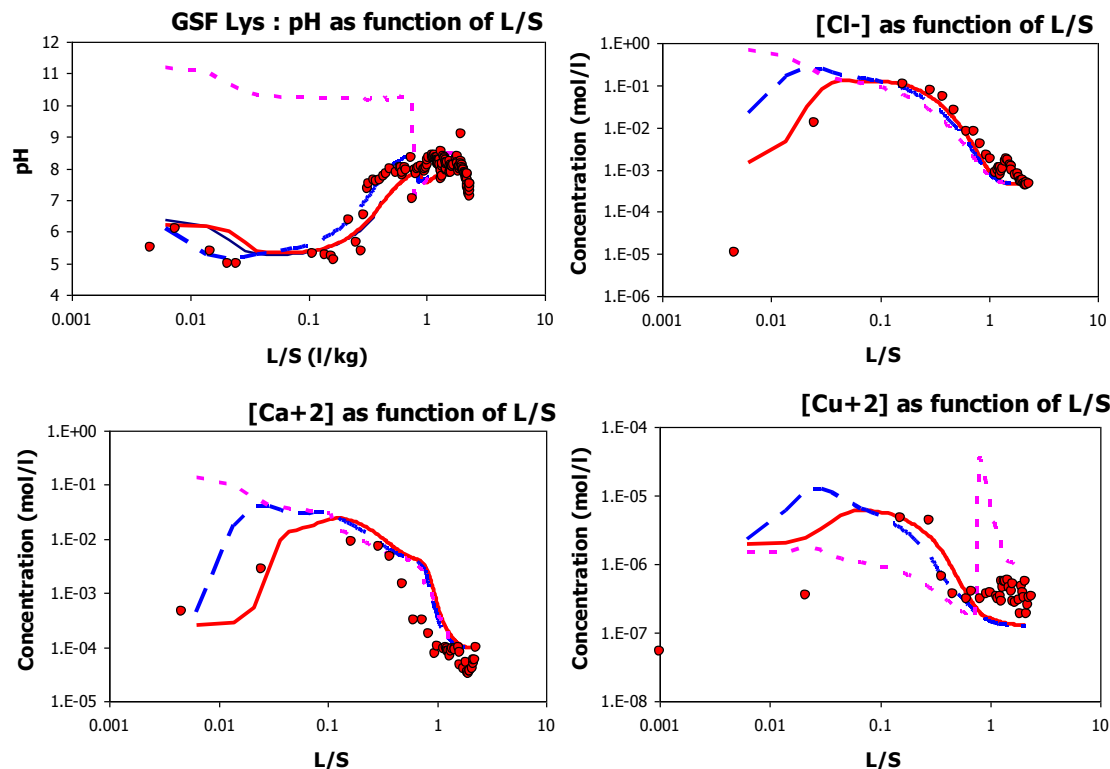 GSF Lys : pH as function of L/S
12
11
10
9
8
7
6
5
4
pH
0.001 0.01 0.1 1 10
L/S (l/kg)
[Cl-] as function of L/S
1.E+00
1.E-01
1.E-02
1.E-03
1.E-04
1.E-05
1.E-06
Concentration (mol/l)
0.001 0.01 0.1 1 10
L/S
[Ca+2] as function of L/S
1.E+00
1.E-01
1.E-02
1.E-03
1.E-04
1.E-05
Concentration (mol/l)
0.001 0.01 0.1 1 10
L/S
[Cu+2] as function of L/S
1.E-04
1.E-05
1.E-06
1.E-07
1.E-08
Concentration (mol/l)
0.001 0.01 0.1 1 10
L/S